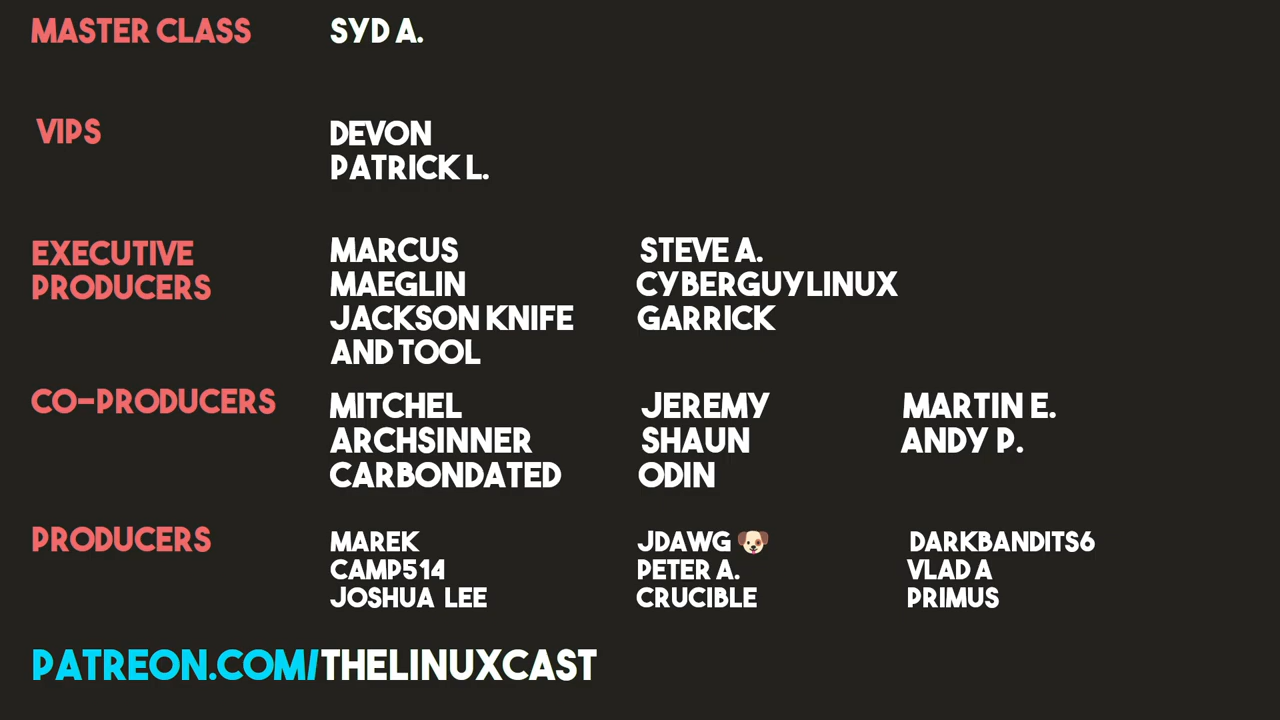 MASTER CLASS SYD A.
VIPS DEVON
PATRICK L.
EXECUTIVE PRODUCERS
MARCUS STEVE A.
MAEGLIN CYBERGUYLINUX
JACKSON KNIFE GARRICK
AND TOOL
CO-PRODUCERS MITCHEL JEREMY MARTIN E.
ARCHSINNER SHAUN ANDY P.
CARBONDATED ODIN
PRODUCERS MAREK JDAWG 🐶 DARKBANDITS6
CAMP514 PETER A. VLAD A
JOSHUA LEE CRUCIBLE PRIMUS
PATREON.COM/THELINUXCAST